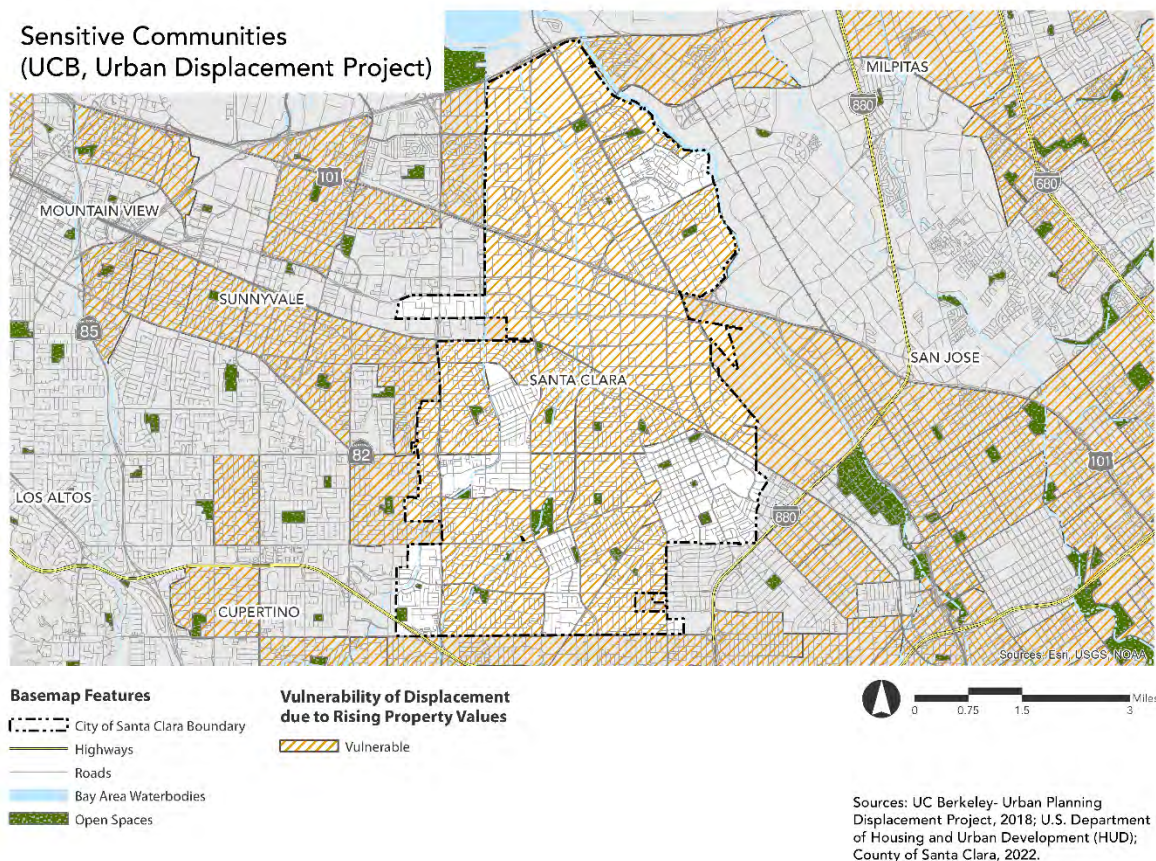 Sensitive Communities
(UCB, Urban Displacement Project)
MILPITAS
880
101
680
MOUNTAIN VIEW
SUNNYVALE
85
SAN JOSE
SANTA CLARA
82
101
LOS ALTOS
880
CUPERTINO
Sources: Esri, USGS, NOAA
Basemap Features
City of Santa Clara Boundary
Highways
Roads
Bay Area Waterbodies
Open Spaces
Vulnerability of Displacement
due to Rising Property Values
Vulnerable
Miles
0 0.75 1.5 3
Sources: UC Berkeley- Urban Planning
Displacement Project, 2018; U.S. Department
of Housing and Urban Development (HUD);
County of Santa Clara, 2022.